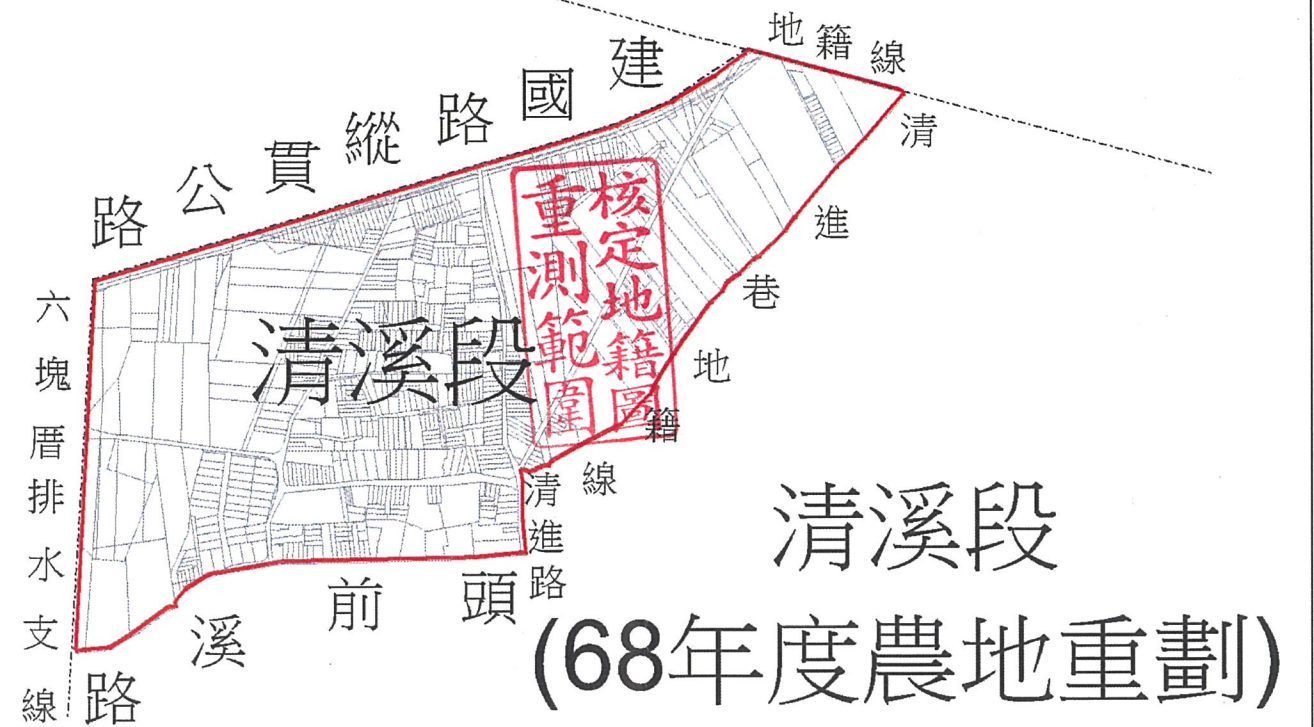 地籍線
建國路縱貫公路
清進巷地籍線
六塊厝排水支線
清溪段
核定地籍圖
重測範圍
清進路
頭前溪路
清溪段
(68年度農地重劃)